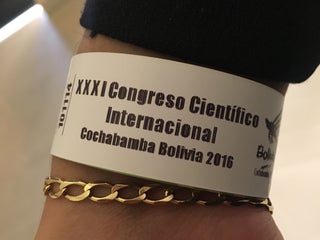 XXXI Congreso Científico
Internacional
Cochabamba Bolivia 2016